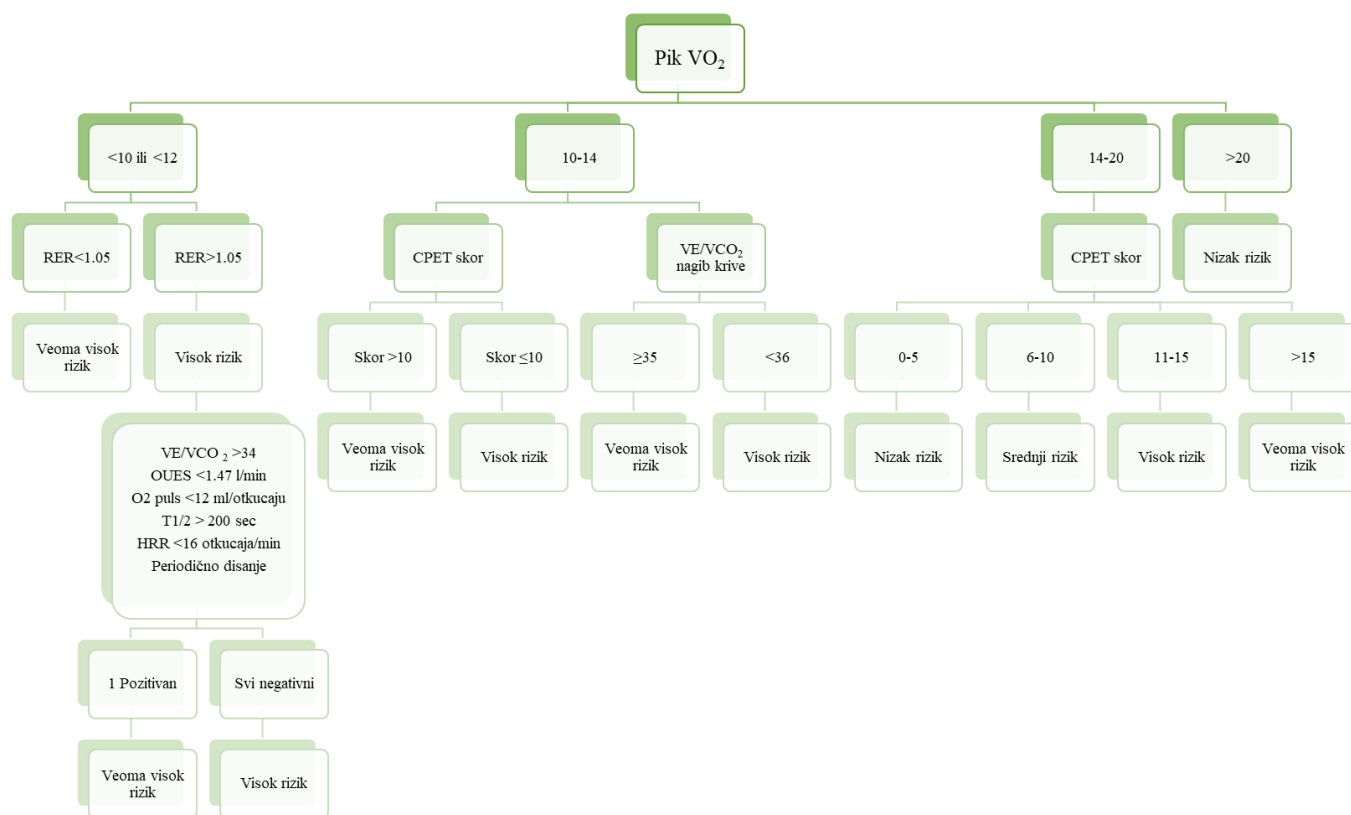 Pik VO₂
<10 ili <12
10-14
14-20
>20
RER<1.05
RER>1.05
CPET skor
VE/VCO₂
nagib krive
CPET skor
Nizak rizik
Veoma visok
rizik
Visok rizik
Skor >10
Skor ≤10
≥35
<36
0-5
6-10
11-15
>15
Veoma visok
rizik
Visok rizik
Veoma visok
rizik
Visok rizik
Nizak rizik
Srednji rizik
Visok rizik
Veoma visok
rizik
VE/VCO ₂ >34
OUES <1.47 l/min
O2 puls <12 ml/otkucaju
T1/2 > 200 sec
HRR <16 otkucaja/min
Periodično disanje
1 Pozitivan
Svi negativni
Veoma visok
rizik
Visok rizik